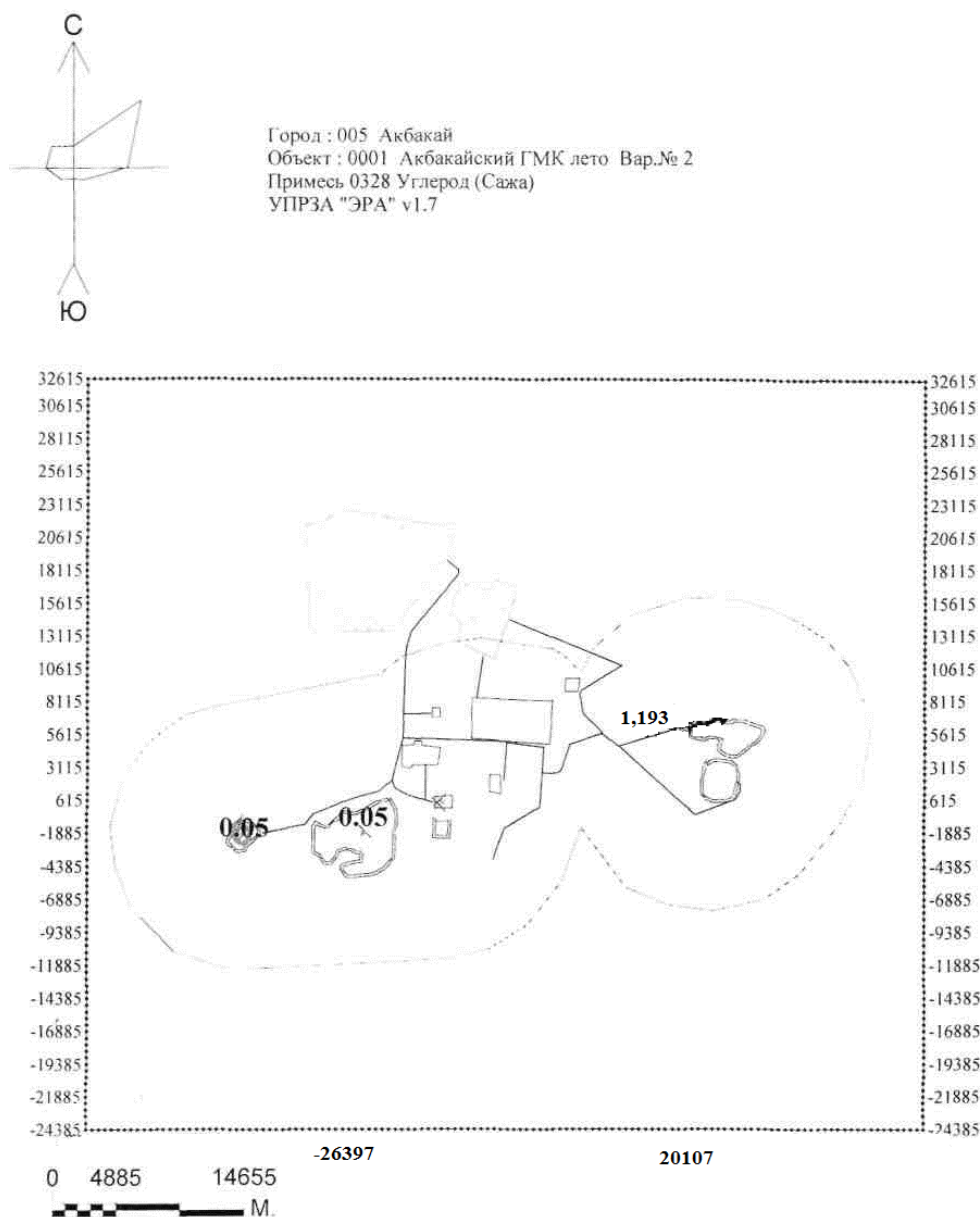 С
Город : 005 Акбакай
Объект : 0001 Акбакайский ГМК лето Вар.№ 2
Примесь 0328 Углерод (Сажа)
УПРЗА "ЭРА" v1.7
Ю
32615 32615
30615 30615
28115 28115
25615 25615
23115 23115
20615 20615
18115 18115
15615 15615
13115 13115
10615 10615
8115 8115
5615 1,193 5615
3115 3115
615 615
-1885 0.05 0.05 -1885
-4385 -4385
-6885 -6885
-9385 -9385
-11885 -11885
-14385 -14385
-16885 -16885
-19385 -19385
-21885 -21885
-24385 -24385
-26397 20107
0 4885 14655
М.